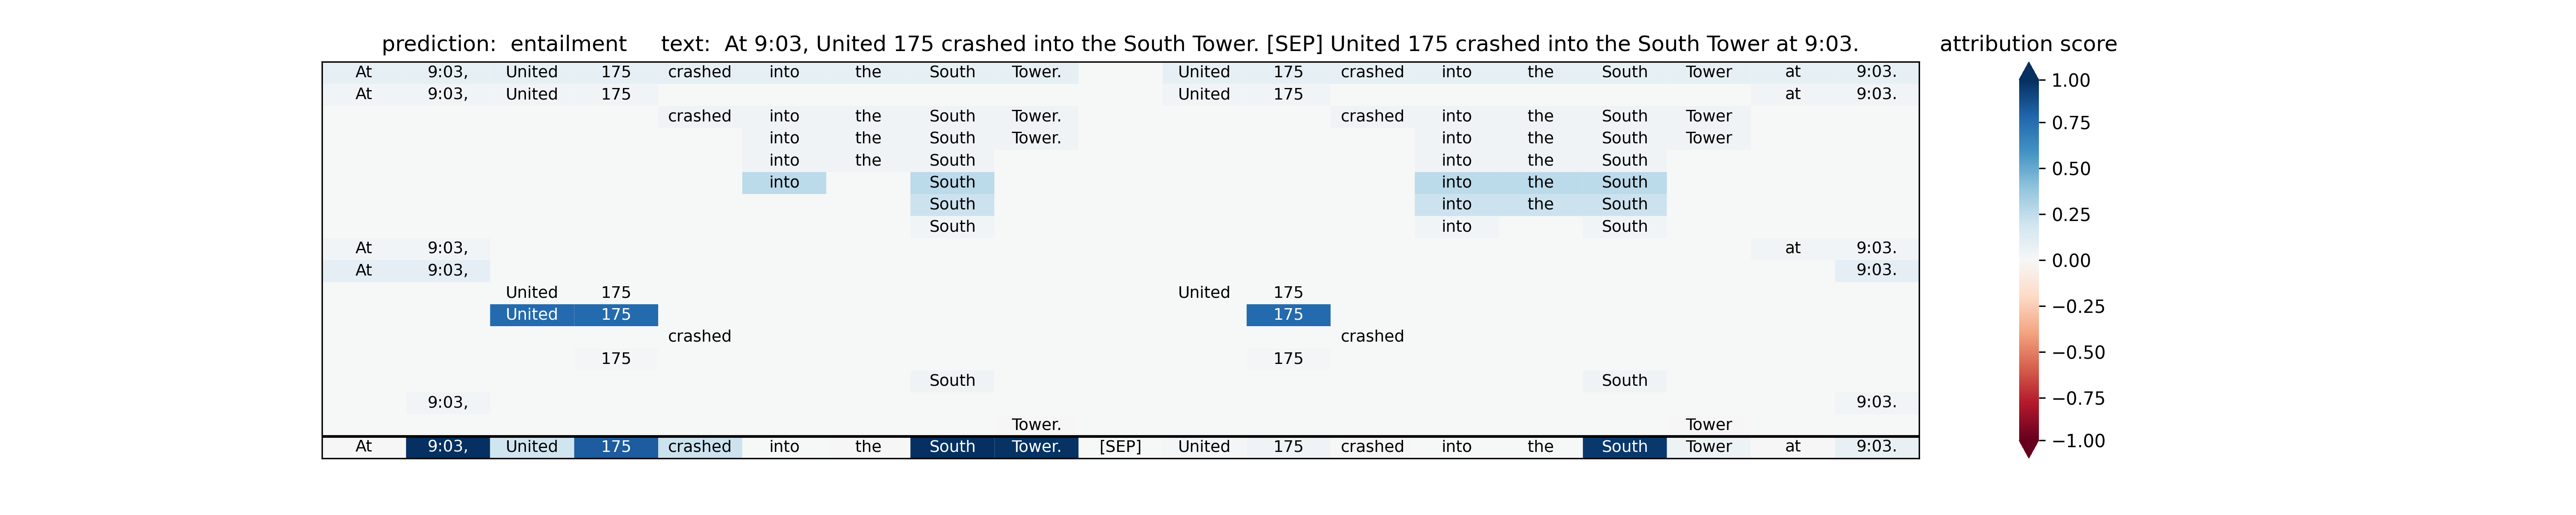 prediction: entailment text: At 9:03, United 175 crashed into the South Tower. [SEP] United 175 crashed into the South Tower at 9:03. attribution score
At 9:03, United 175 crashed into the South Tower. United 175 crashed into the South Tower at 9:03.
At 9:03, United 175 United 175 at 9:03.
crashed into the South Tower. crashed into the South Tower
into the South Tower. into the South Tower
into the South into the South
into South into the South
South into the South
South into South
At 9:03, at 9:03.
At 9:03, 9:03.
United 175 United 175
United 175 175
crashed crashed
175 175
South South
9:03, 9:03.
Tower. Tower
At 9:03, United 175 crashed into the South Tower. [SEP] United 175 crashed into the South Tower at 9:03.
1.00
0.75
0.50
0.25
0.00
−0.25
−0.50
−0.75
−1.00